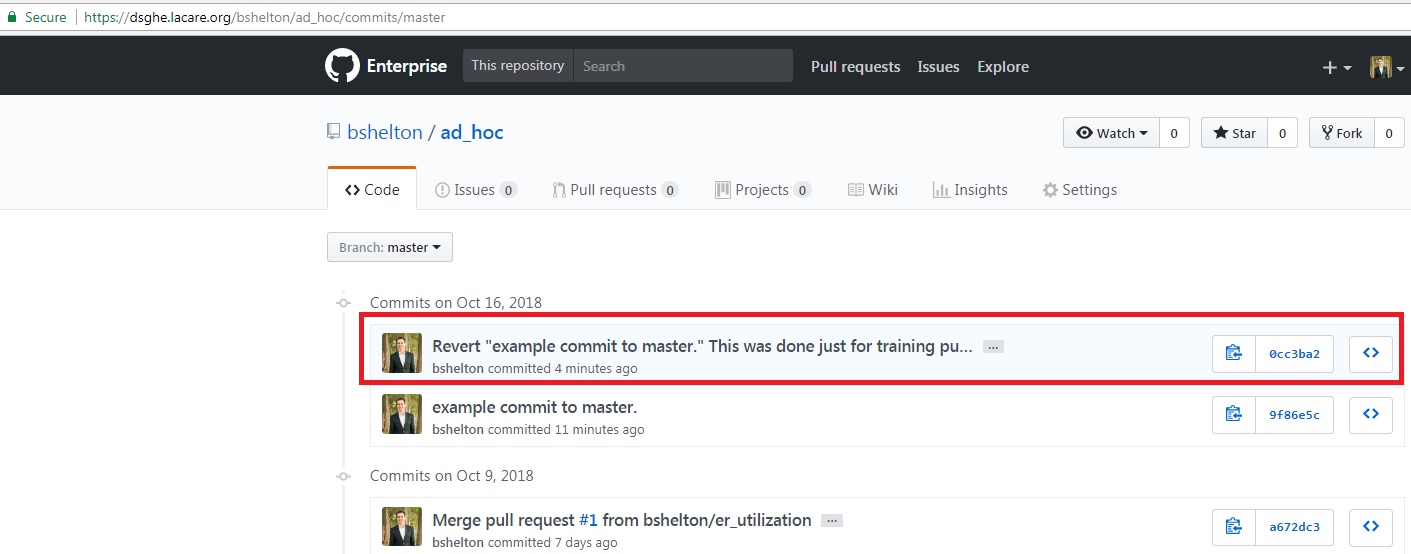 Secure https://dsghe.lacare.org/bshelton/ad_hoc/commits/master
Enterprise This repository Search Pull requests Issues Explore
bshelton / ad_hoc Watch 0 Star 0 Fork 0
Code Issues 0 Pull requests 0 Projects 0 Wiki Insights Settings
Branch: master
Commits on Oct 16, 2018
Revert "example commit to master." This was done just for training pu... ... 0cc3ba2
bshelton committed 4 minutes ago
example commit to master. 9f86e5c
bshelton committed 11 minutes ago
Commits on Oct 9, 2018
Merge pull request #1 from bshelton/er_utilization ... a672dc3
bshelton committed 7 days ago